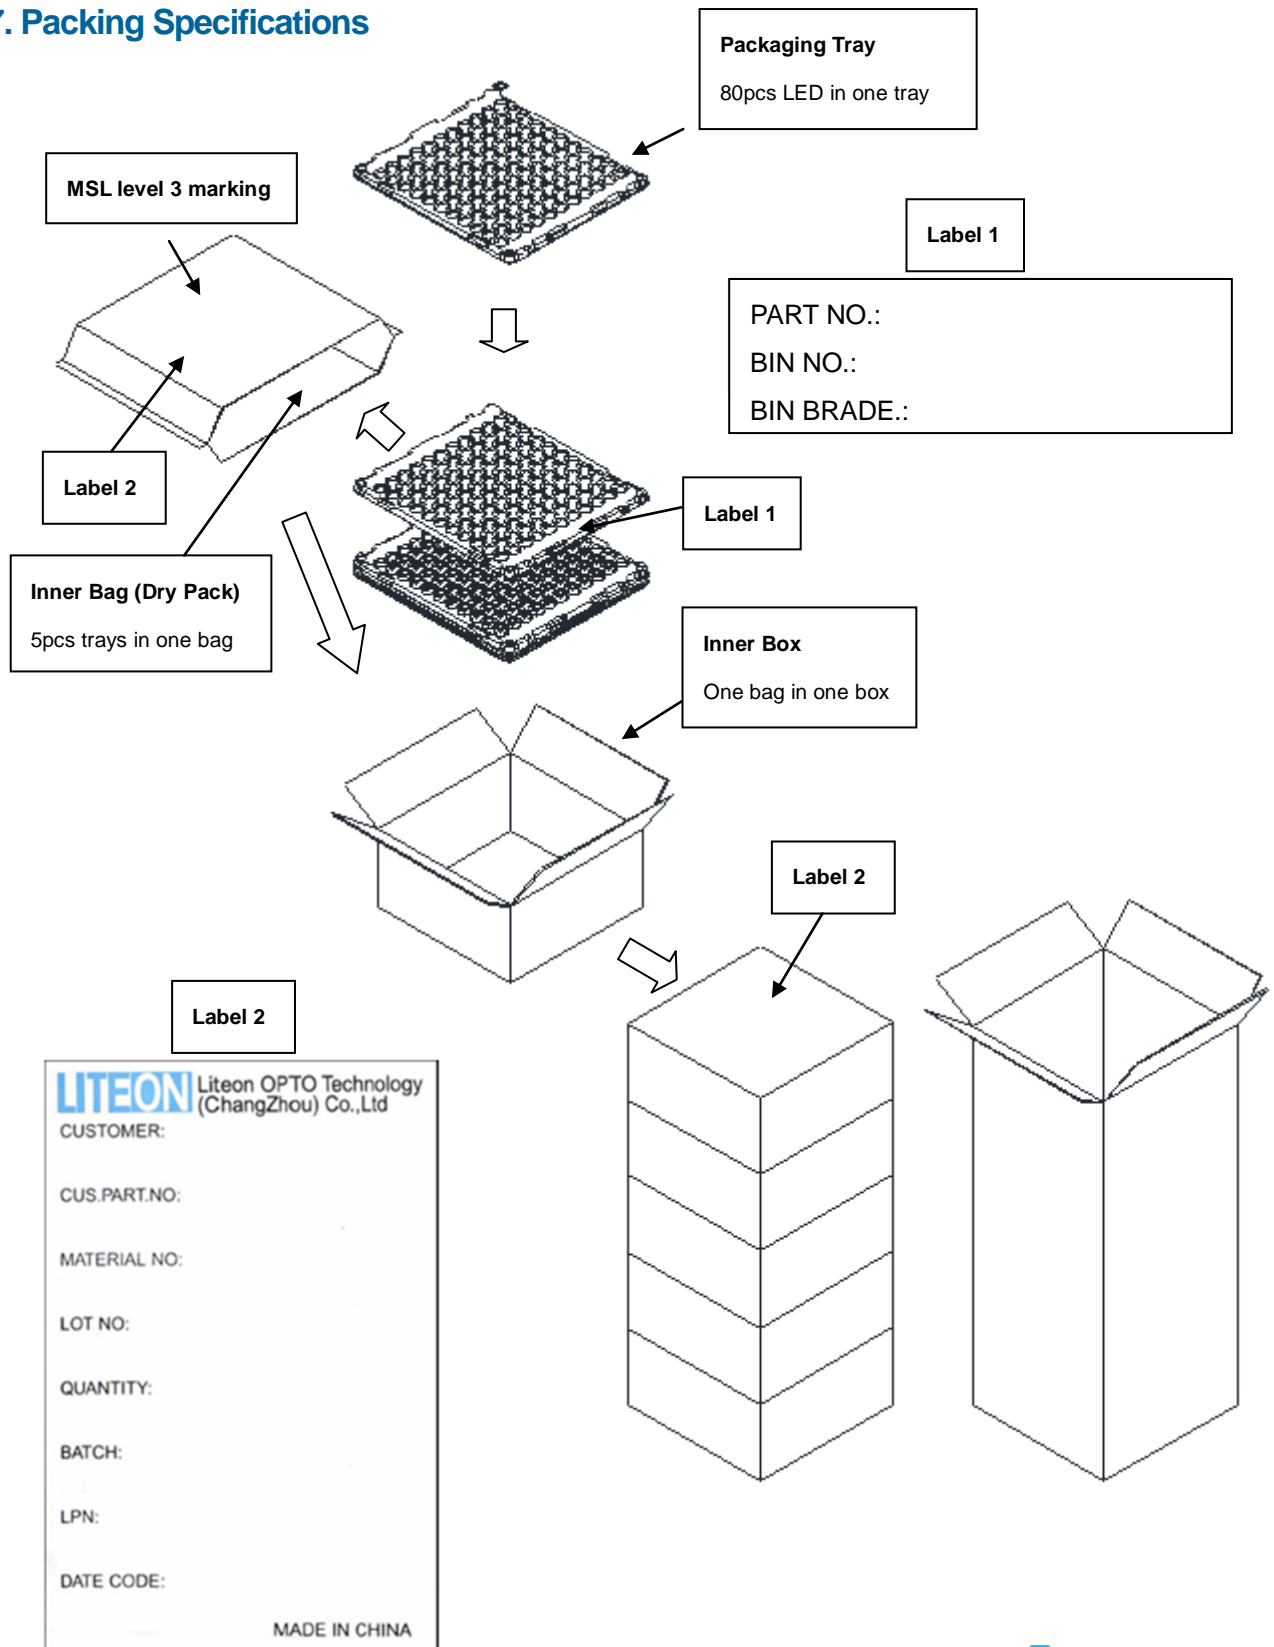 7. Packing Specifications
Packaging Tray
80pcs LED in one tray
MSL level 3 marking
Label 1
PART NO.:
BIN NO.:
BIN BRADE.:
Label 2
Label 1
Inner Bag (Dry Pack)
5pcs trays in one bag
Inner Box
One bag in one box
Label 2
Label 2
LITEON Liteon OPTO Technology
(ChangZhou) Co.,Ltd
CUSTOMER:
CUS.PART.NO:
MATERIAL NO:
LOT NO:
QUANTITY:
BATCH:
LPN:
DATE CODE:
MADE IN CHINA